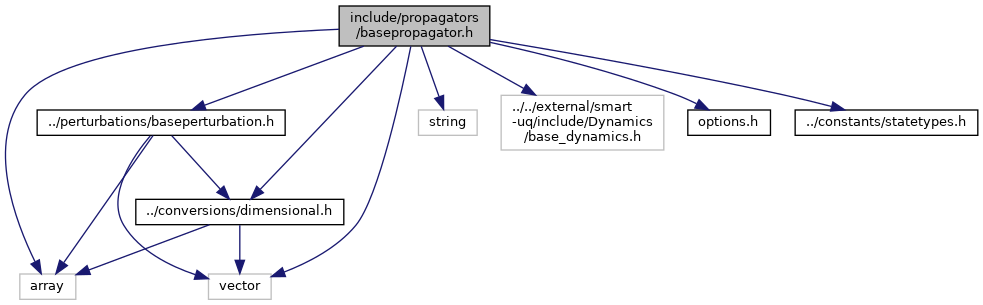 include/propagators
/basepropagator.h
../perturbations/baseperturbation.h
string
../../external/smart
-uq/include/Dynamics
/base_dynamics.h
options.h
../constants/statetypes.h
../conversions/dimensional.h
array
vector